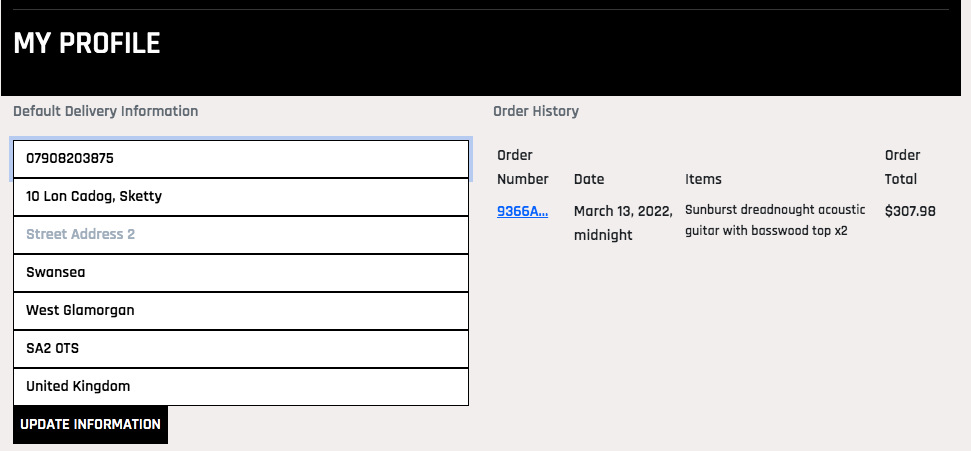 MY PROFILE
Default Delivery Information
07908203875
10 Lon Cadog, Sketty
Street Address 2
Swansea
West Glamorgan
SA2 0TS
United Kingdom
UPDATE INFORMATION
Order History
Order Number Date Items Order Total
9366A... March 13, 2022, midnight Sunburst dreadnought acoustic guitar with basswood top x2 $307.98